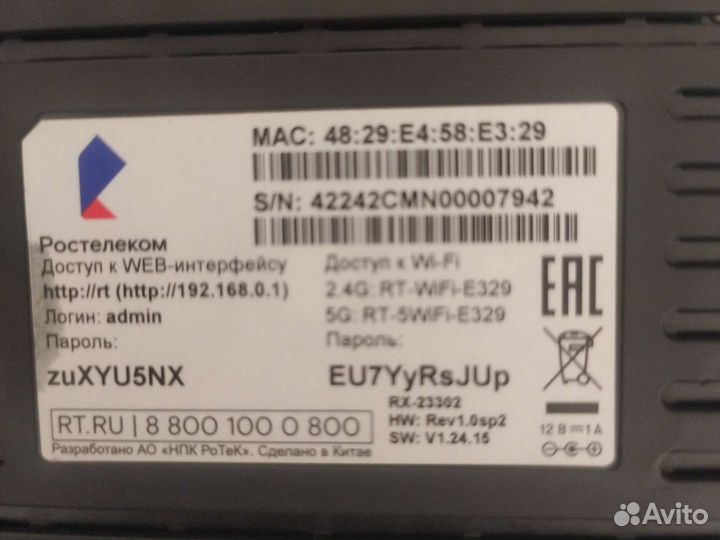 MAC: 48:29:E4:58:E3:29
S/N: 42242CMN00007942
Ростелеком
Доступ к WEB-интерфейсу
http://rt (http://192.168.0.1)
Логин: admin
Пароль:
zuXYU5NX
Доступ к Wi-Fi
2.4G: RT-WiFi-E329
5G: RT-5WiFi-E329
Пароль:
EU7YyRsJUp
RX-23302
HW: Rev1.0sp2
SW: V1.24.15
EAC
12 В 1 А
RT.RU | 8 800 100 0 800
Разработано АО «НПК РоТеК». Сделано в Китае
Avito